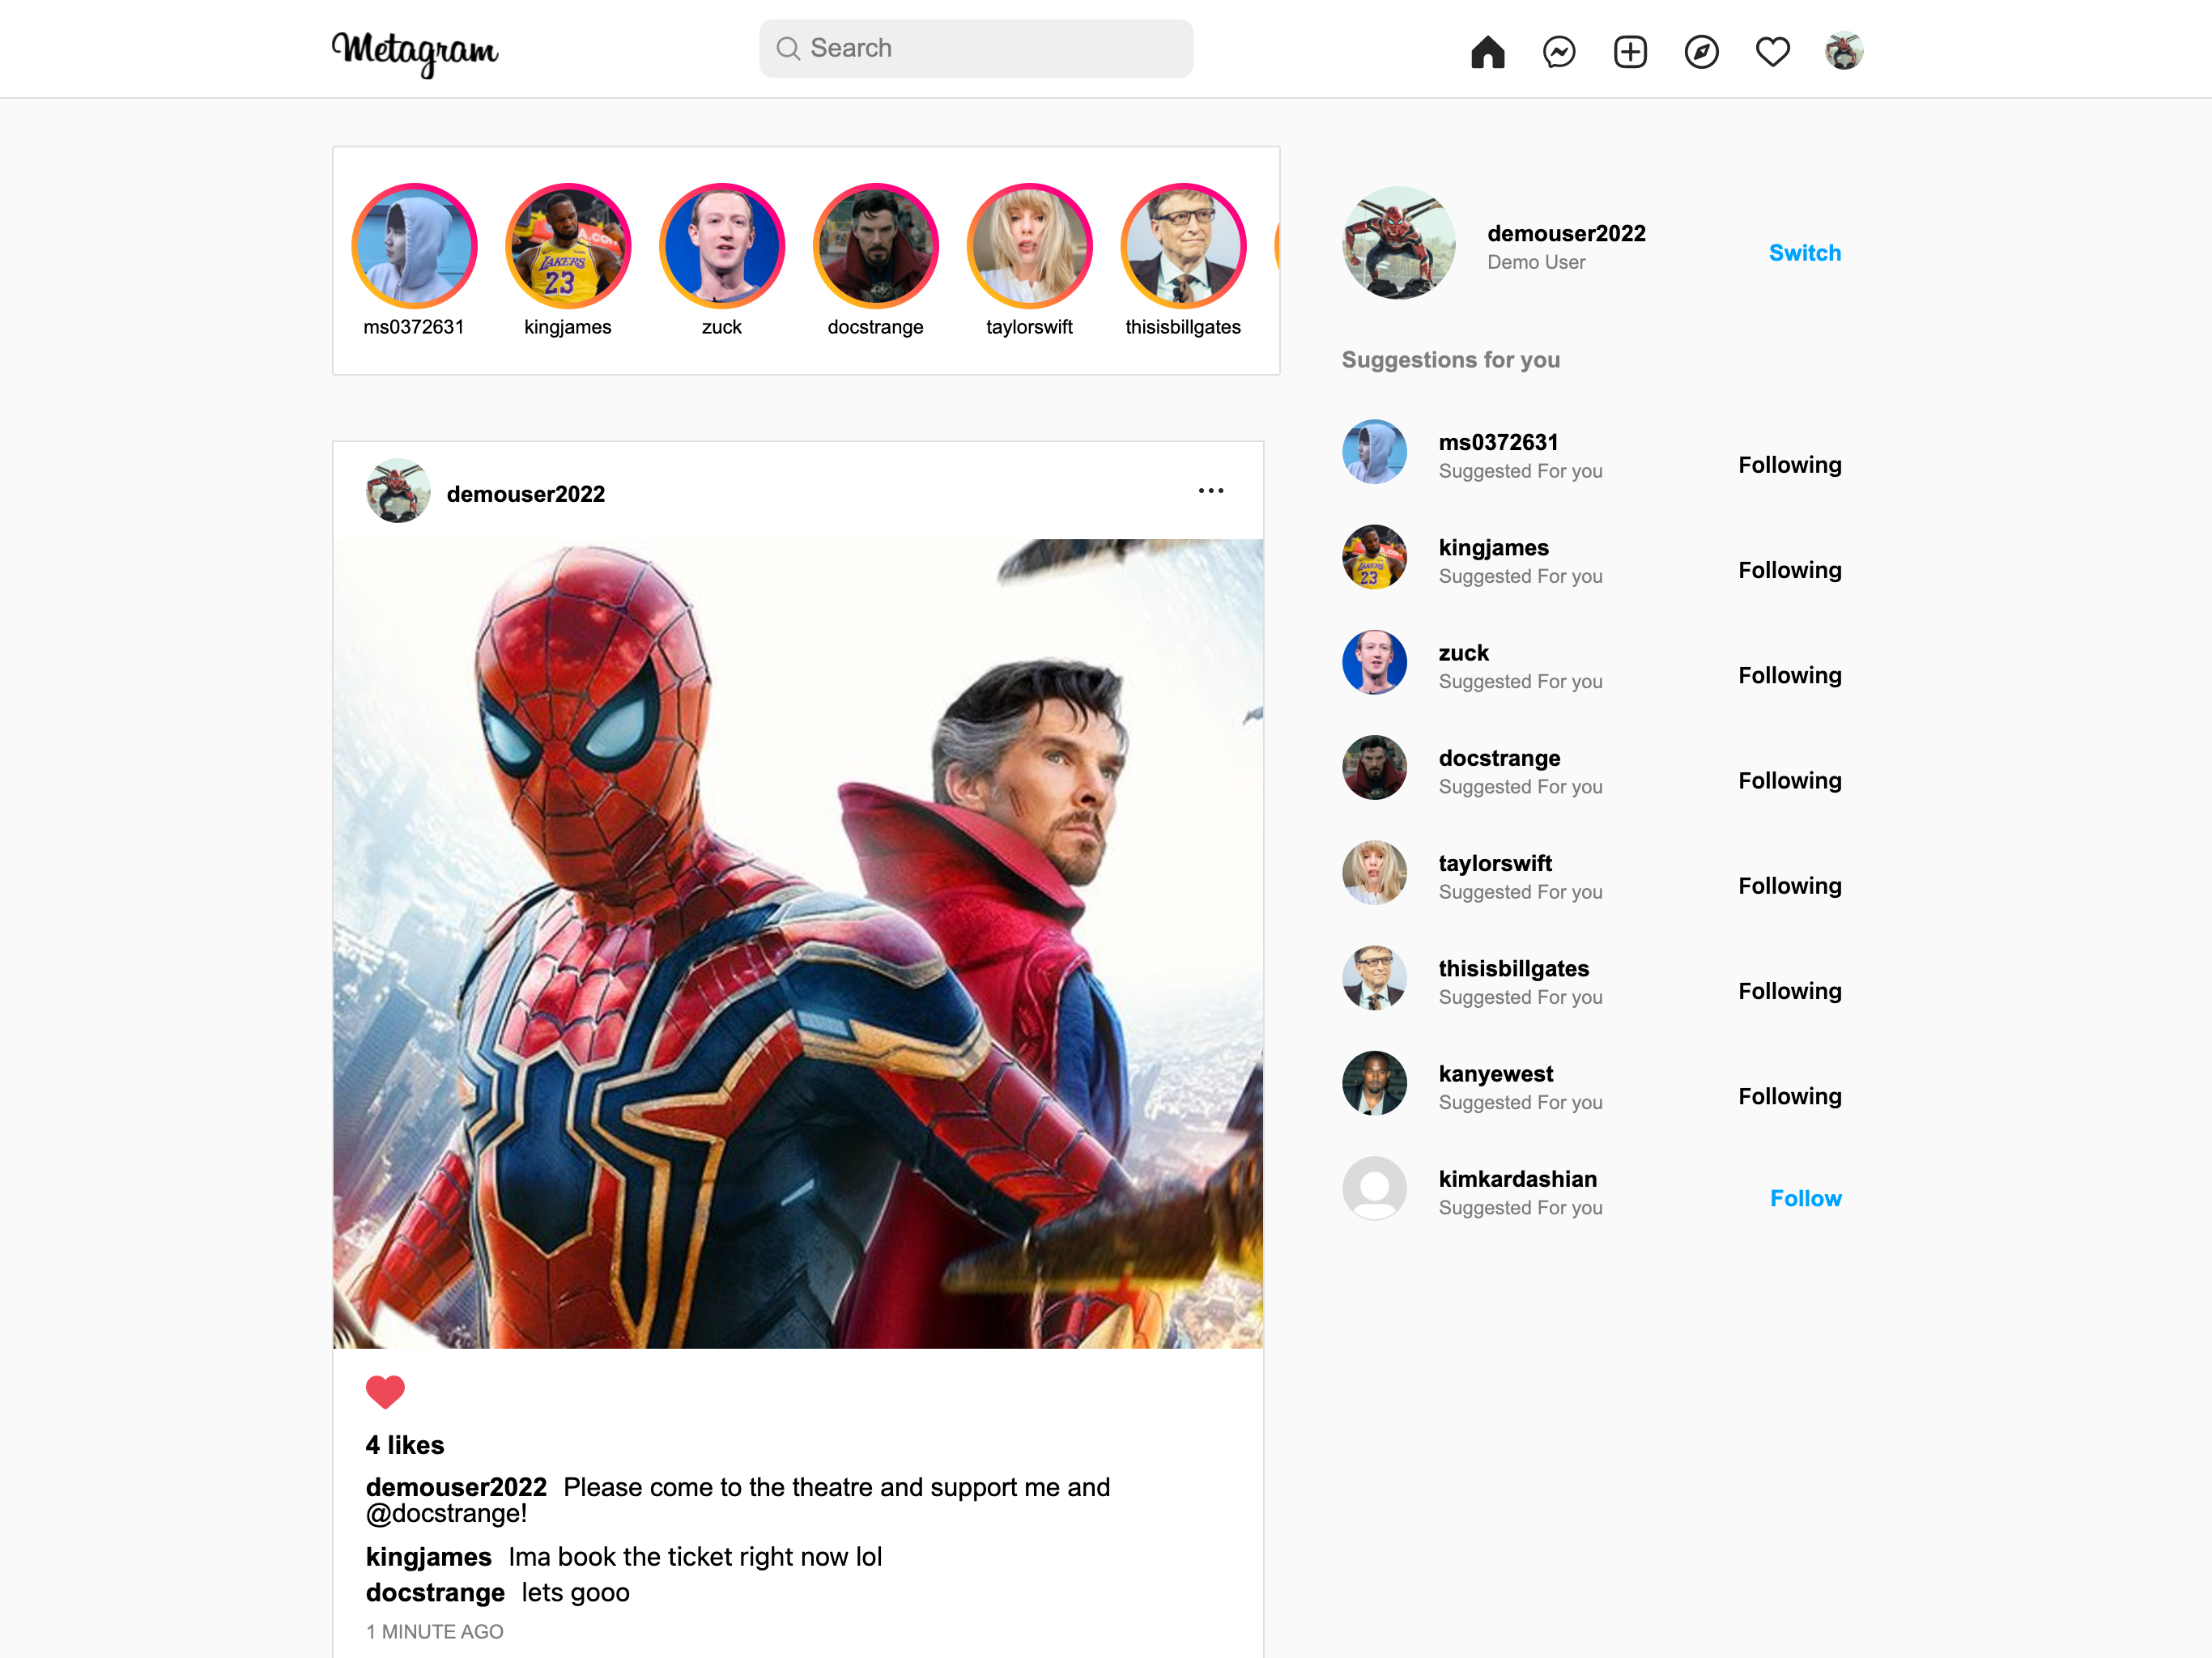 Metagram
Search
ms0372631
kingjames
zuck
docstrange
taylorswift
thisisbillgates
demouser2022
Demo User
Switch
Suggestions for you
ms0372631
Suggested For you
Following
kingjames
Suggested For you
Following
zuck
Suggested For you
Following
docstrange
Suggested For you
Following
taylorswift
Suggested For you
Following
thisisbillgates
Suggested For you
Following
kanyewest
Suggested For you
Following
kimkardashian
Suggested For you
Follow
demouser2022
LAKERS
23
4 likes
demouser2022 Please come to the theatre and support me and
@docstrange!
kingjames Ima book the ticket right now lol
docstrange lets gooo
1 MINUTE AGO